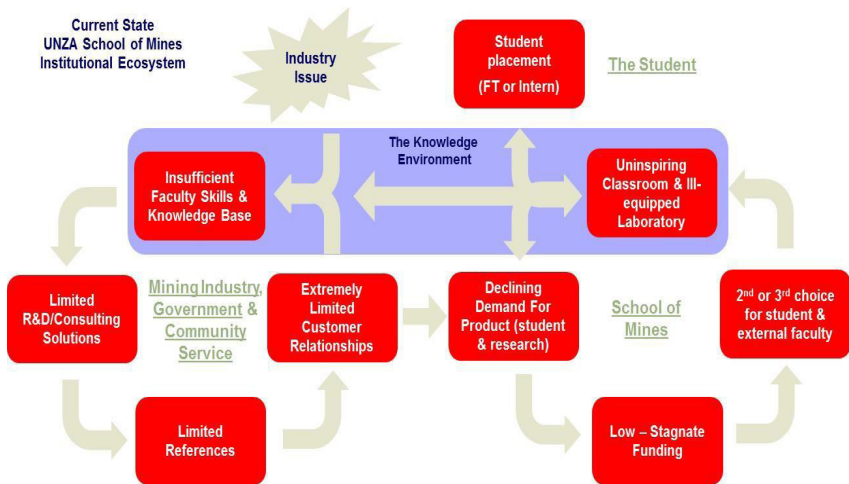 Current State
UNZA School of Mines
Institutional Ecosystem
Industry
Issue
Student
placement
(FT or Intern)
The Student
The Knowledge
Environment
Insufficient
Faculty Skills &
Knowledge Base
Uninspiring
Classroom & Ill-
equipped
Laboratory
Limited
R&D/Consulting
Solutions
Mining Industry,
Government &
Community
Service
Extremely
Limited
Customer
Relationships
Declining
Demand For
Product (student
& research)
School of
Mines
2nd or 3rd choice
for student &
external faculty
Limited
References
Low – Stagnate
Funding